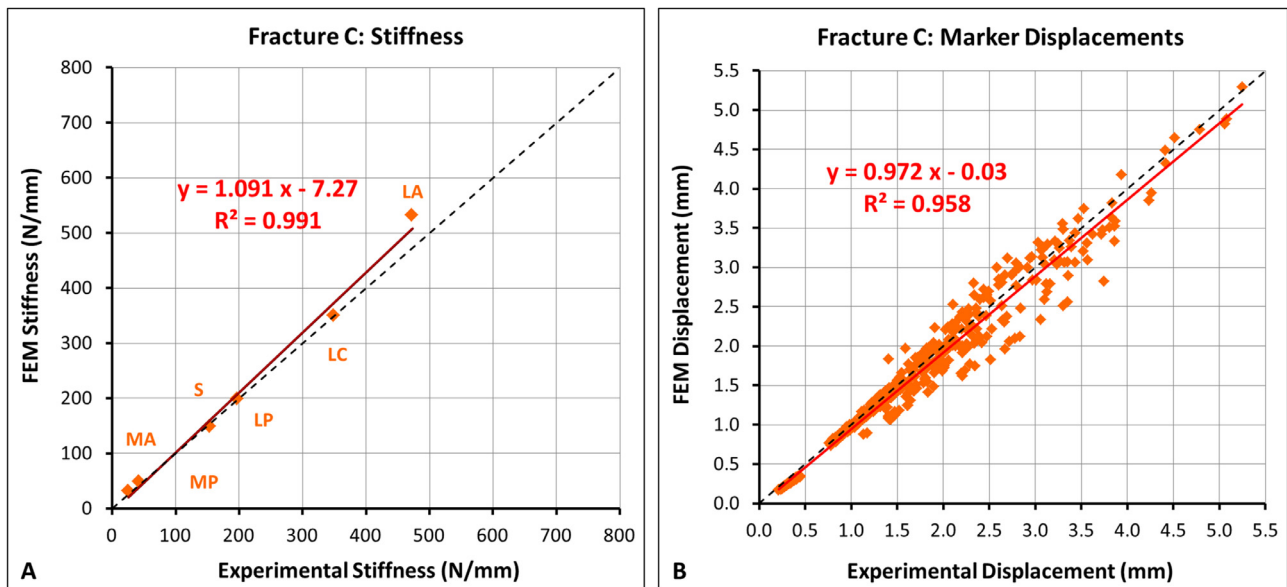 Fracture C: Stiffness
800
700
600
500
400
300
200
100
0
FEM Stiffness (N/mm)
y = 1.091 x - 7.27
R² = 0.991
LA
LC
S
LP
MA
MP
0 100 200 300 400 500 600 700 800
Experimental Stiffness (N/mm)
A
Fracture C: Marker Displacements
5.5
5.0
4.5
4.0
3.5
3.0
2.5
2.0
1.5
1.0
0.5
0.0
FEM Displacement (mm)
y = 0.972 x - 0.03
R² = 0.958
0.0 0.5 1.0 1.5 2.0 2.5 3.0 3.5 4.0 4.5 5.0 5.5
Experimental Displacement (mm)
B